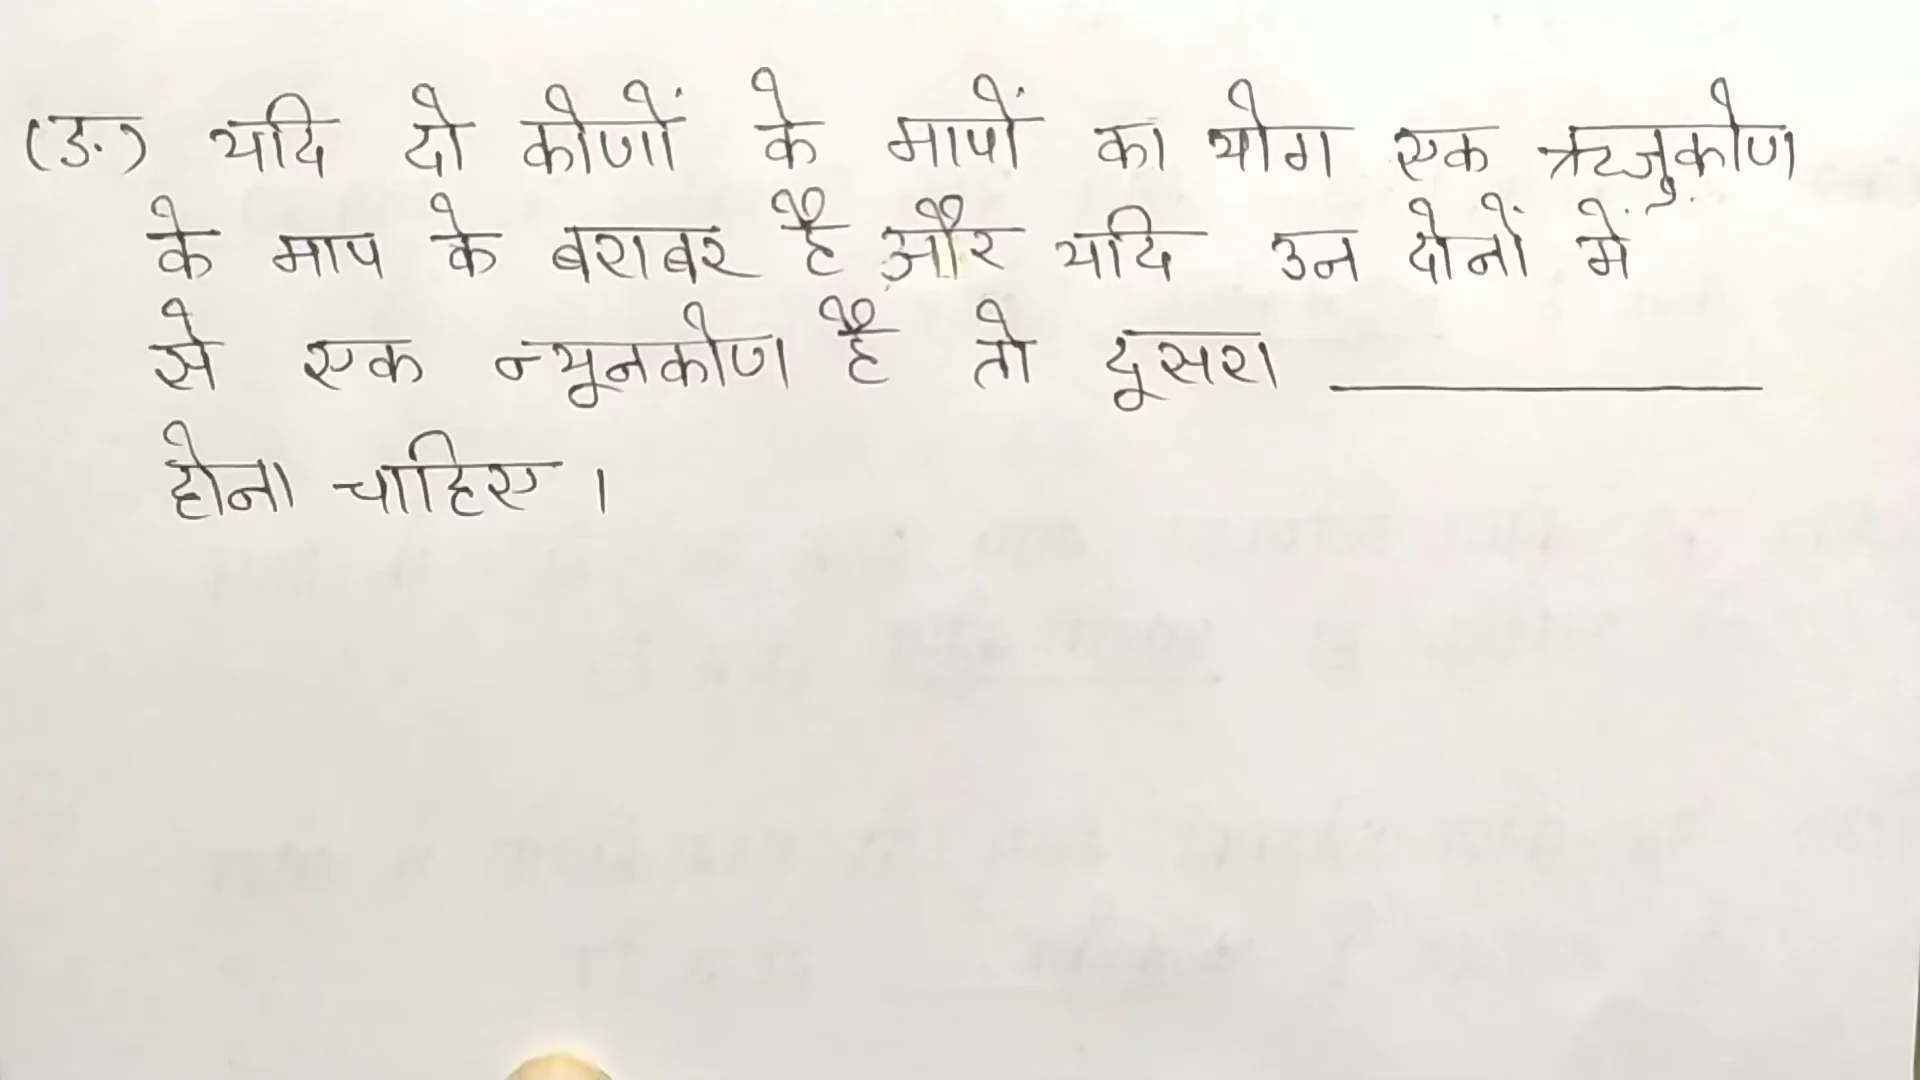 (ङ.) यदि दो कोणों के मापों का योग एक ऋजुकोण
के माप के बराबर है और यदि उन दोनों में
से एक न्यूनकोण है तो दूसरा ________
होना चाहिए ।